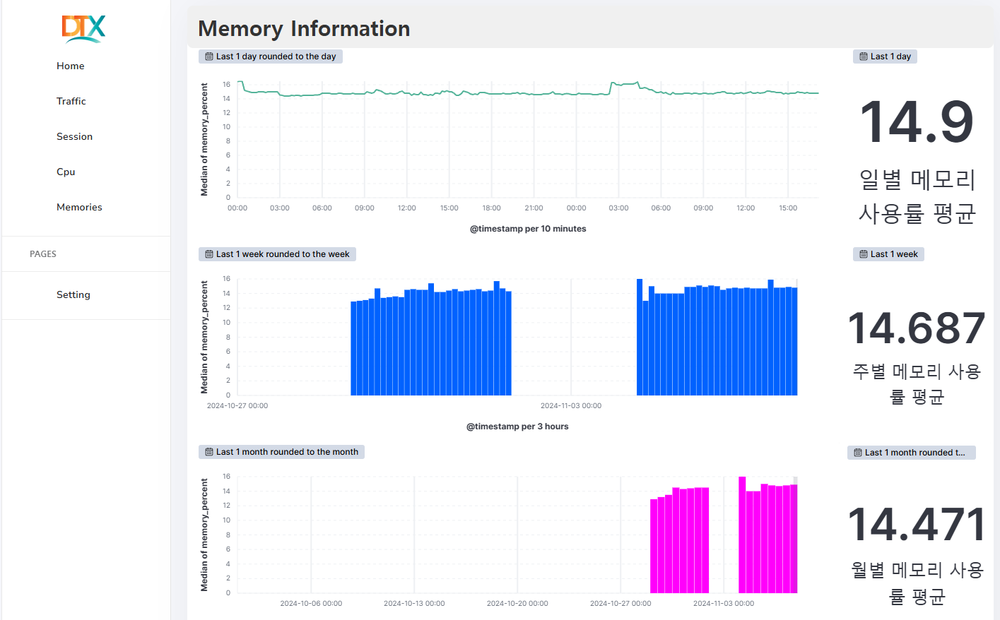 DTX
Home
Traffic
Session
Cpu
Memories
PAGES
Setting
Memory Information
Last 1 day rounded to the day
Median of memory_percent
16
14
12
10
8
6
4
2
0
00:00 03:00 06:00 09:00 12:00 15:00 18:00 21:00 00:00 03:00 06:00 09:00 12:00 15:00
@timestamp per 10 minutes
Last 1 day
14.9
일별 메모리
사용률 평균
Last 1 week rounded to the week
Median of memory_percent
16
14
12
10
8
6
4
2
0
2024-10-27 00:00 2024-11-03 00:00
@timestamp per 3 hours
Last 1 week
14.687
주별 메모리 사용
률 평균
Last 1 month rounded to the month
Median of memory_percent
16
14
12
10
8
6
4
2
0
2024-10-06 00:00 2024-10-13 00:00 2024-10-20 00:00 2024-10-27 00:00 2024-11-03 00:00
Last 1 month rounded t...
14.471
월별 메모리 사용
률 평균